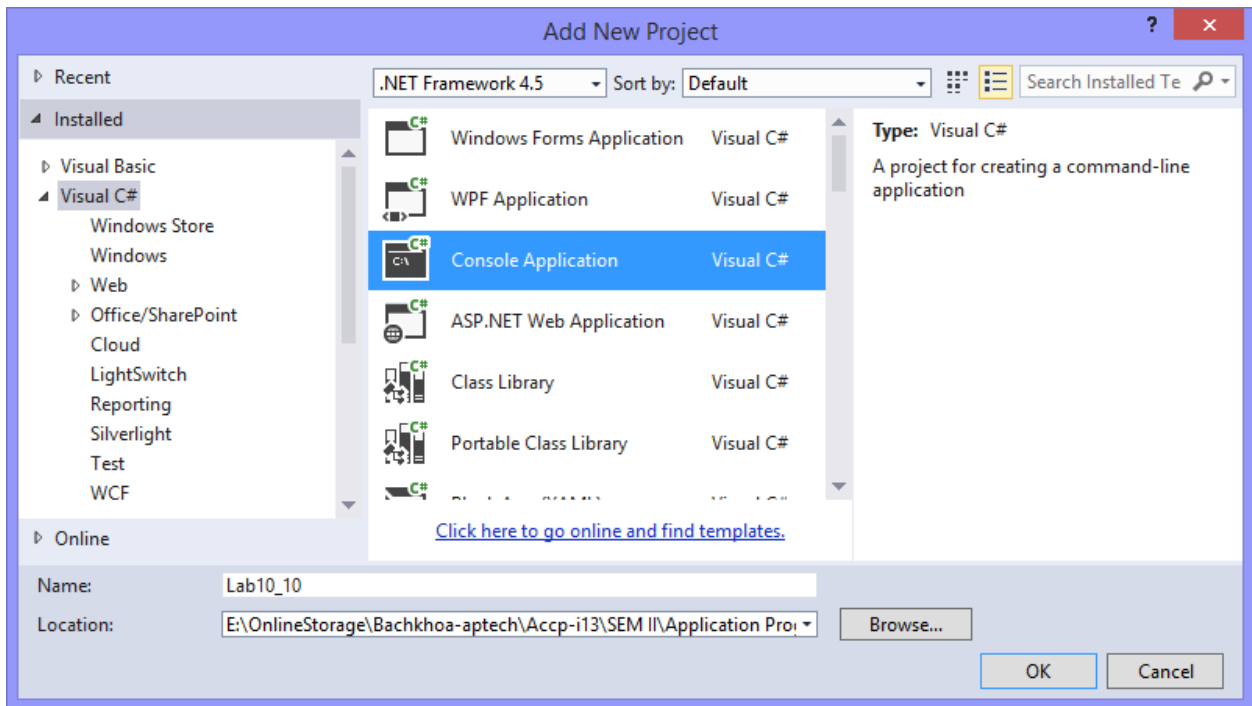 Add New Project
?
Recent
Installed
Visual Basic
Visual C#
Windows Store
Windows
Web
Office/SharePoint
Cloud
LightSwitch
Reporting
Silverlight
Test
WCF
Online
.NET Framework 4.5
Sort by: Default
Search Installed Te
C# Windows Forms Application Visual C#
C# WPF Application Visual C#
C# C:\ Console Application Visual C#
C# ASP.NET Web Application Visual C#
C# Class Library Visual C#
C# Portable Class Library Visual C#
C#
Click here to go online and find templates.
Type: Visual C#
A project for creating a command-line
application
Name: Lab10_10
Location: E:\OnlineStorage\Bachkhoa-aptech\Accp-i13\SEM II\Application
Browse...
OK Cancel